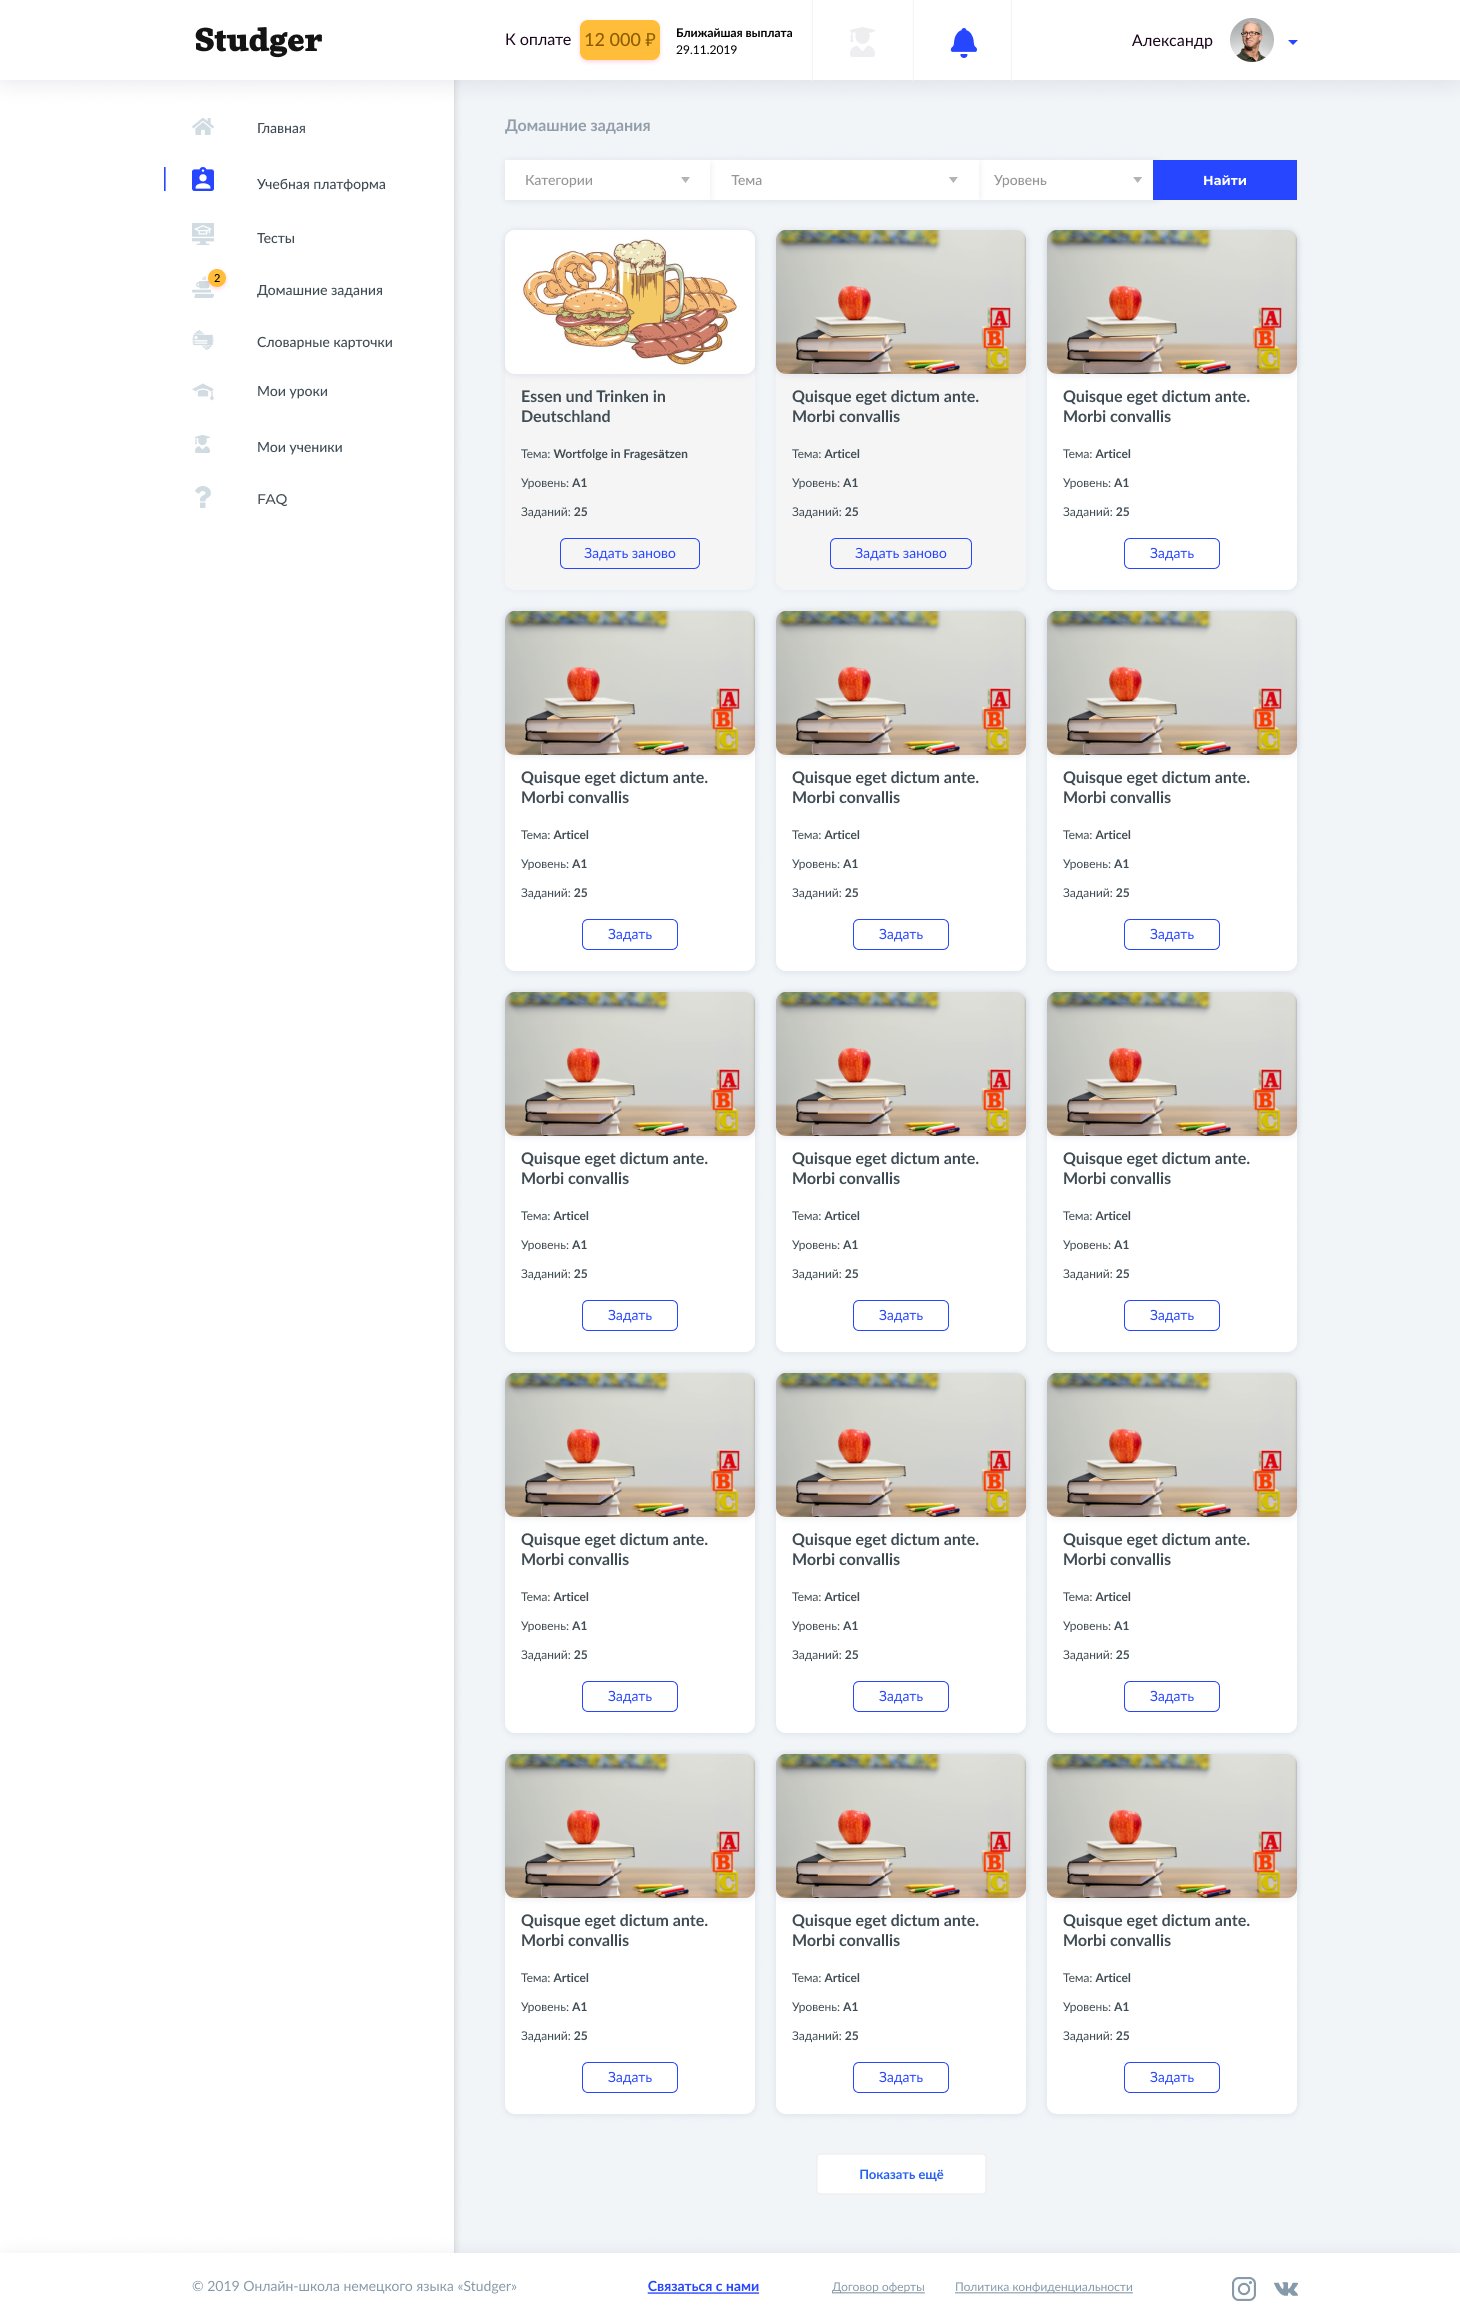 Studger
К оплате 12 000 ₽
Ближайшая выплата
29.11.2019
Александр
Главная
Учебная платформа
Тесты
2
Домашние задания
Словарные карточки
Мои уроки
Мои ученики
FAQ
Домашние задания
Категории Тема Уровень Найти
Essen und Trinken in
Deutschland
Тема: Wortfolge in Fragesätzen
Уровень: A1
Заданий: 25
Задать заново
A
B
C
Quisque eget dictum ante.
Morbi convallis
Тема: Articel
Уровень: A1
Заданий: 25
Задать заново
A
B
C
Quisque eget dictum ante.
Morbi convallis
Тема: Articel
Уровень: A1
Заданий: 25
Задать
A
B
C
Quisque eget dictum ante.
Morbi convallis
Тема: Articel
Уровень: A1
Заданий: 25
Задать
A
B
C
Quisque eget dictum ante.
Morbi convallis
Тема: Articel
Уровень: A1
Заданий: 25
Задать
A
B
C
Quisque eget dictum ante.
Morbi convallis
Тема: Articel
Уровень: A1
Заданий: 25
Задать
A
B
C
Quisque eget dictum ante.
Morbi convallis
Тема: Articel
Уровень: A1
Заданий: 25
Задать
A
B
C
Quisque eget dictum ante.
Morbi convallis
Тема: Articel
Уровень: A1
Заданий: 25
Задать
A
B
C
Quisque eget dictum ante.
Morbi convallis
Тема: Articel
Уровень: A1
Заданий: 25
Задать
A
B
C
Quisque eget dictum ante.
Morbi convallis
Тема: Articel
Уровень: A1
Заданий: 25
Задать
A
B
C
Quisque eget dictum ante.
Morbi convallis
Тема: Articel
Уровень: A1
Заданий: 25
Задать
A
B
C
Quisque eget dictum ante.
Morbi convallis
Тема: Articel
Уровень: A1
Заданий: 25
Задать
A
B
C
Quisque eget dictum ante.
Morbi convallis
Тема: Articel
Уровень: A1
Заданий: 25
Задать
A
B
C
Quisque eget dictum ante.
Morbi convallis
Тема: Articel
Уровень: A1
Заданий: 25
Задать
A
B
C
Quisque eget dictum ante.
Morbi convallis
Тема: Articel
Уровень: A1
Заданий: 25
Задать
Показать ещё
© 2019 Онлайн-школа немецкого языка «Studger» Связаться с нами Договор оферты Политика конфиденциальности